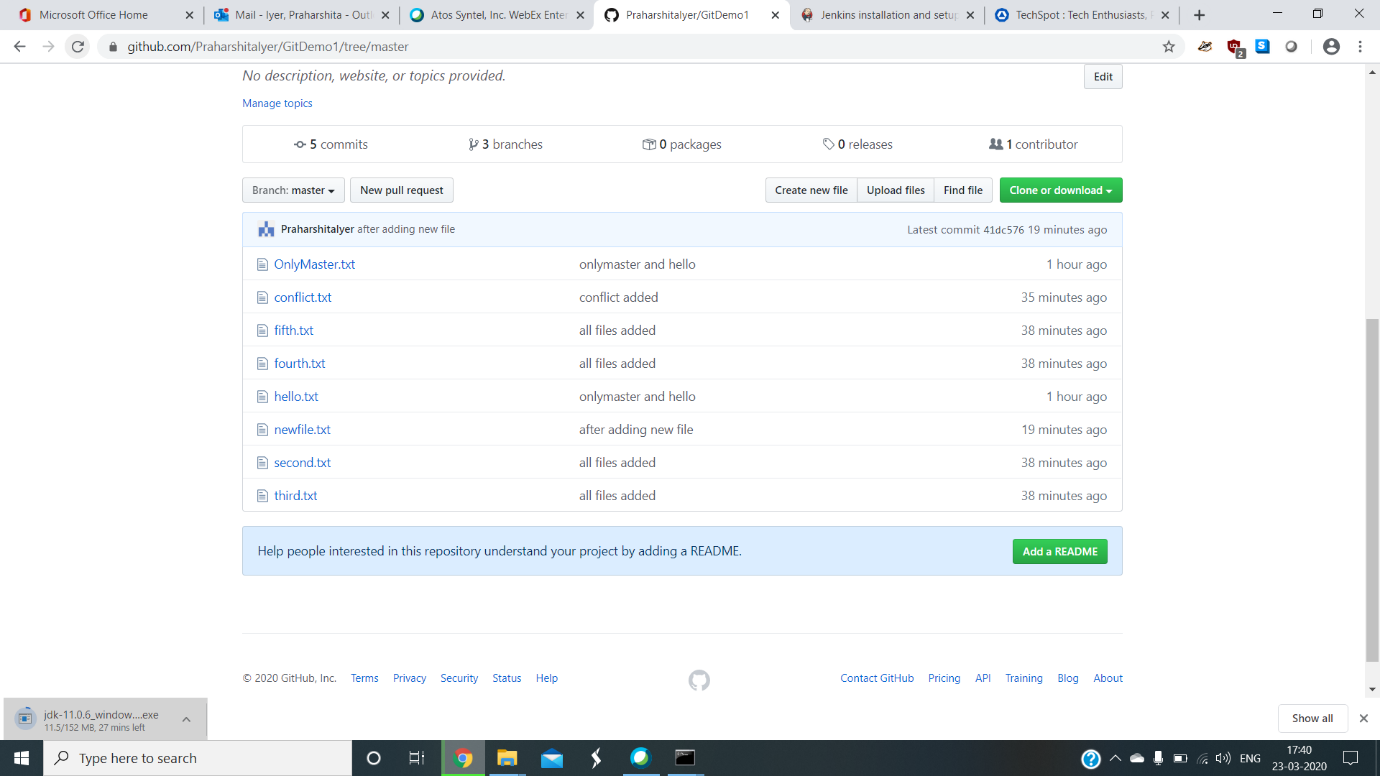 Microsoft Office Home
Mail - Iyer, Praharshita - Outl
Atos Syntel, Inc. WebEx Enter
PraharshitaIyer/GitDemo1
Jenkins installation and setup
TechSpot : Tech Enthusiasts, P
github.com/PraharshitaIyer/GitDemo1/tree/master
2
No description, website, or topics provided.
Edit
Manage topics
5 commits
3 branches
0 packages
0 releases
1 contributor
Branch: master
New pull request
Create new file
Upload files
Find file
Clone or download
PraharshitaIyer after adding new file
Latest commit 41dc576 19 minutes ago
OnlyMaster.txt onlymaster and hello 1 hour ago
conflict.txt conflict added 35 minutes ago
fifth.txt all files added 38 minutes ago
fourth.txt all files added 38 minutes ago
hello.txt onlymaster and hello 1 hour ago
newfile.txt after adding new file 19 minutes ago
second.txt all files added 38 minutes ago
third.txt all files added 38 minutes ago
Help people interested in this repository understand your project by adding a README.
Add a README
© 2020 GitHub, Inc. Terms Privacy Security Status Help
Contact GitHub Pricing API Training Blog About
jdk-11.0.6_window....exe
11.5/152 MB, 27 mins left
Show all
Type here to search
ENG
17:40
23-03-2020